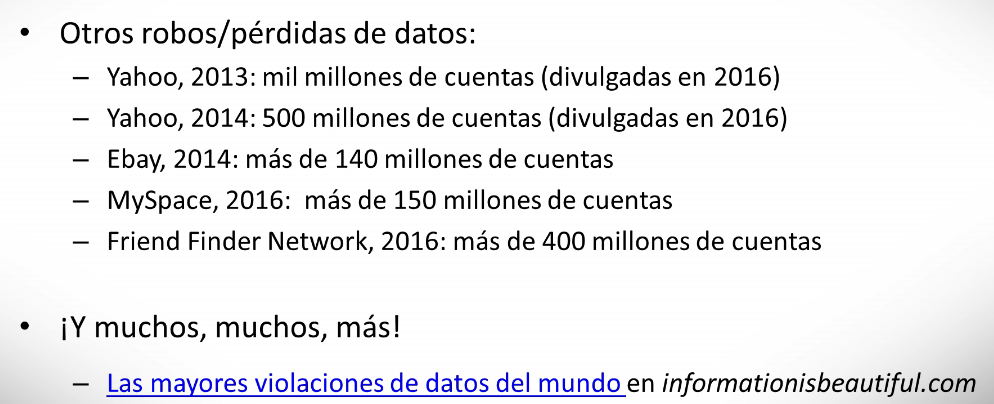 • Otros robos/pérdidas de datos:
– Yahoo, 2013: mil millones de cuentas (divulgadas en 2016)
– Yahoo, 2014: 500 millones de cuentas (divulgadas en 2016)
– Ebay, 2014: más de 140 millones de cuentas
– MySpace, 2016:  más de 150 millones de cuentas
– Friend Finder Network, 2016: más de 400 millones de cuentas
• ¡Y muchos, muchos, más!
– Las mayores violaciones de datos del mundo en informationisbeautiful.com